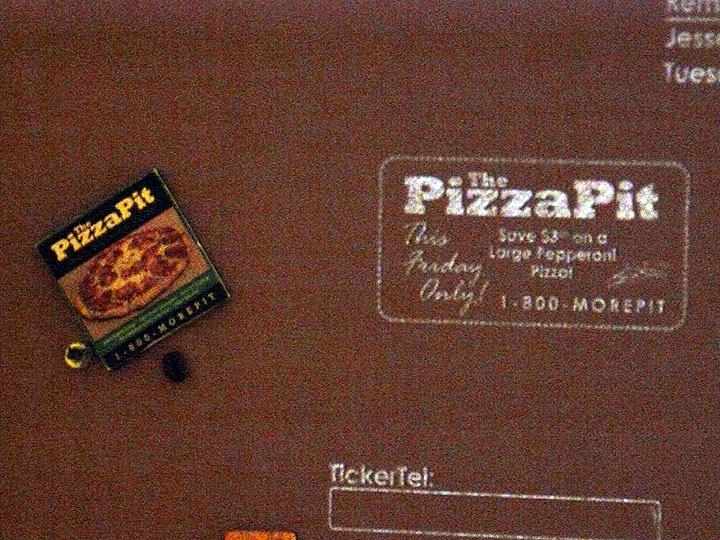 Jess
Tues
The
PizzaPit
This
Friday
Only!
Save $3 on a
Large Pepperoni
Pizza!
1-800-MOREPIT
The
PizzaPit
1-800-MOREPIT
TickerTel: